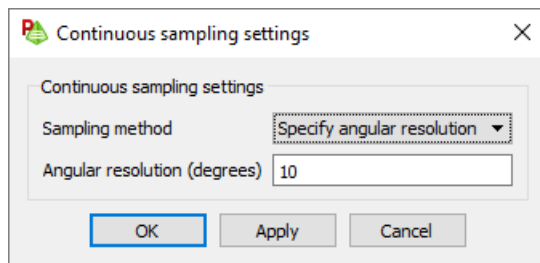 Continuous sampling settings
Continuous sampling settings
Sampling method Specify angular resolution
Angular resolution (degrees) 10
OK Apply Cancel